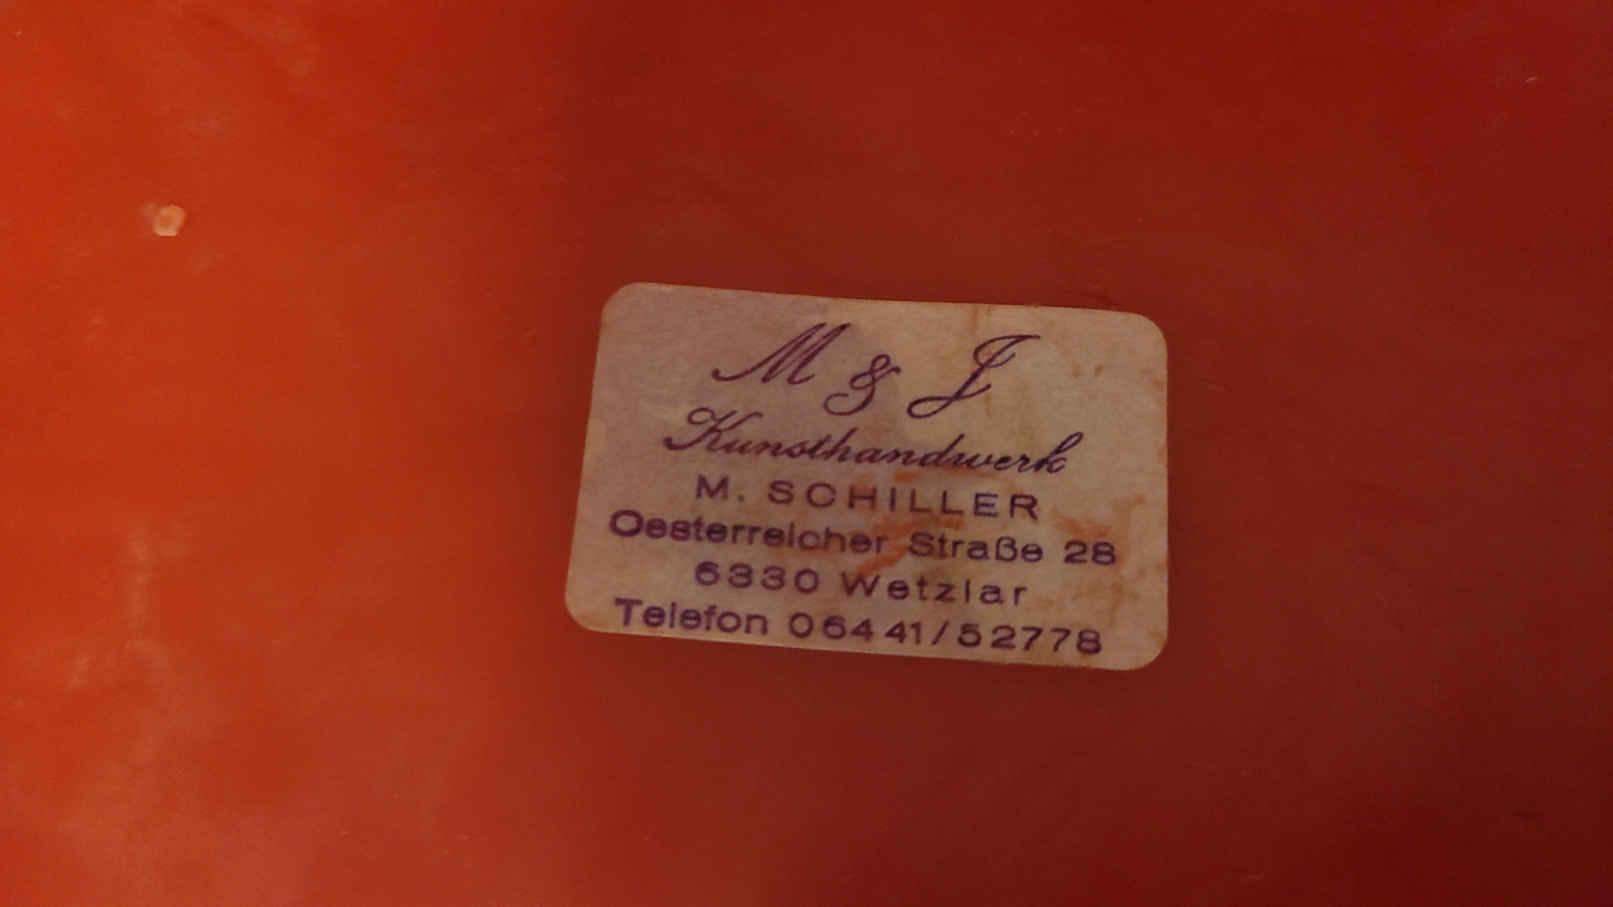 M & J
Kunsthandwerk
M. SCHILLER
Oesterreicher Straße 28
6330 Wetzlar
Telefon 06441/52778